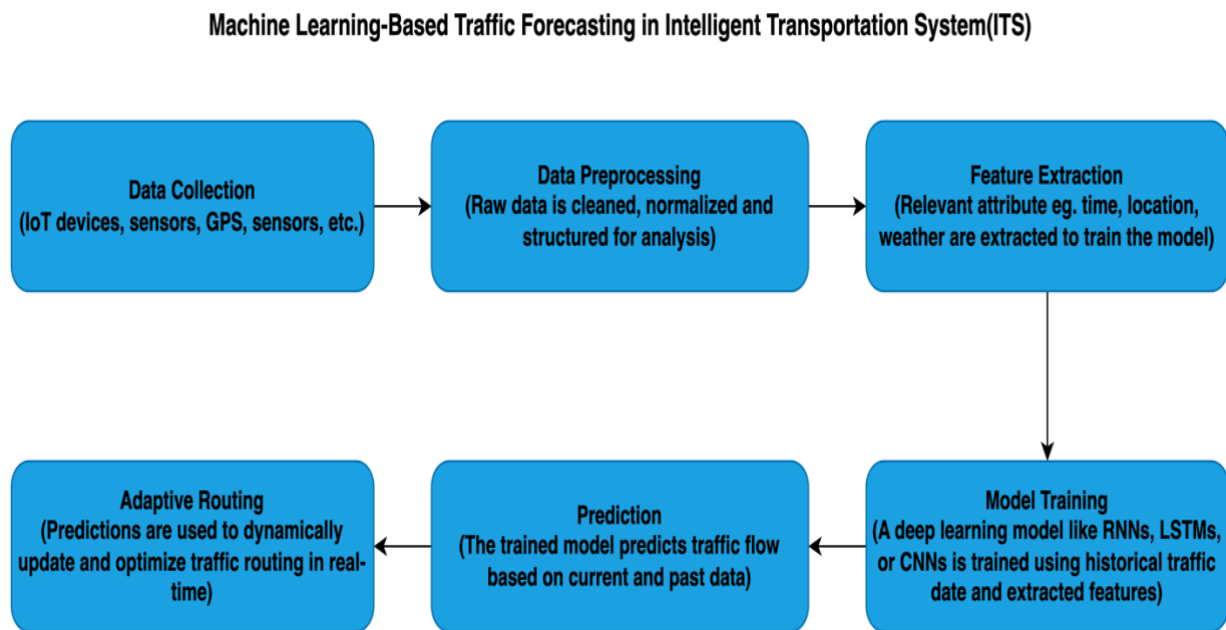 Machine Learning-Based Traffic Forecasting in Intelligent Transportation System(ITS)
Data Collection
(IoT devices, sensors, GPS, sensors, etc.)
Data Preprocessing
(Raw data is cleaned, normalized and
structured for analysis)
Feature Extraction
(Relevant attribute eg. time, location,
weather are extracted to train the model)
Model Training
(A deep learning model like RNNs, LSTMs,
or CNNs is trained using historical traffic
date and extracted features)
Prediction
(The trained model predicts traffic flow
based on current and past data)
Adaptive Routing
(Predictions are used to dynamically
update and optimize traffic routing in real-
time)